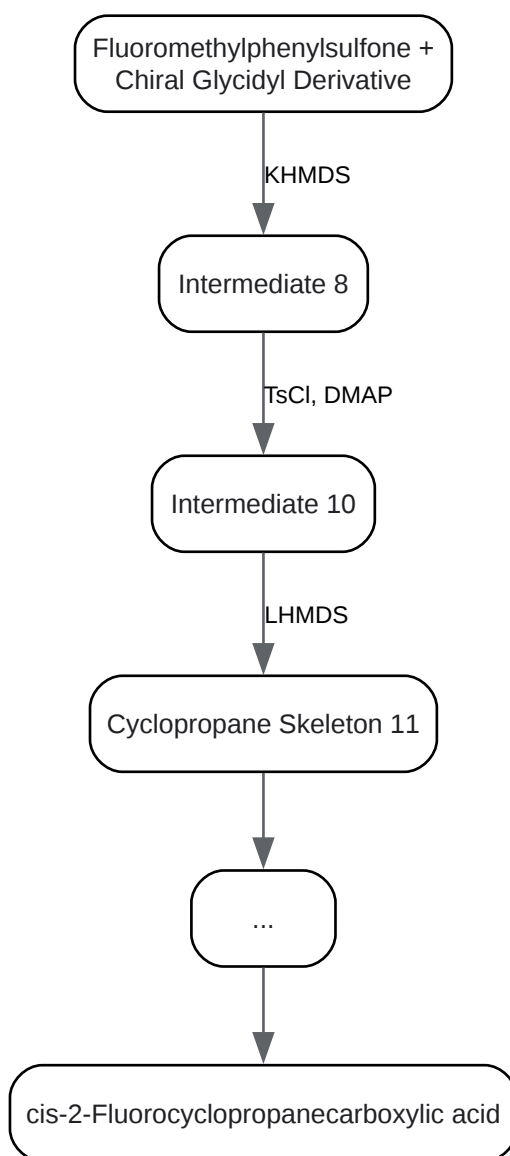 Fluoromethylphenylsulfone +
Chiral Glycidyl Derivative
KHMDS
Intermediate 8
TsCl, DMAP
Intermediate 10
LHMDS
Cyclopropane Skeleton 11
...
cis-2-Fluorocyclopropanecarboxylic acid